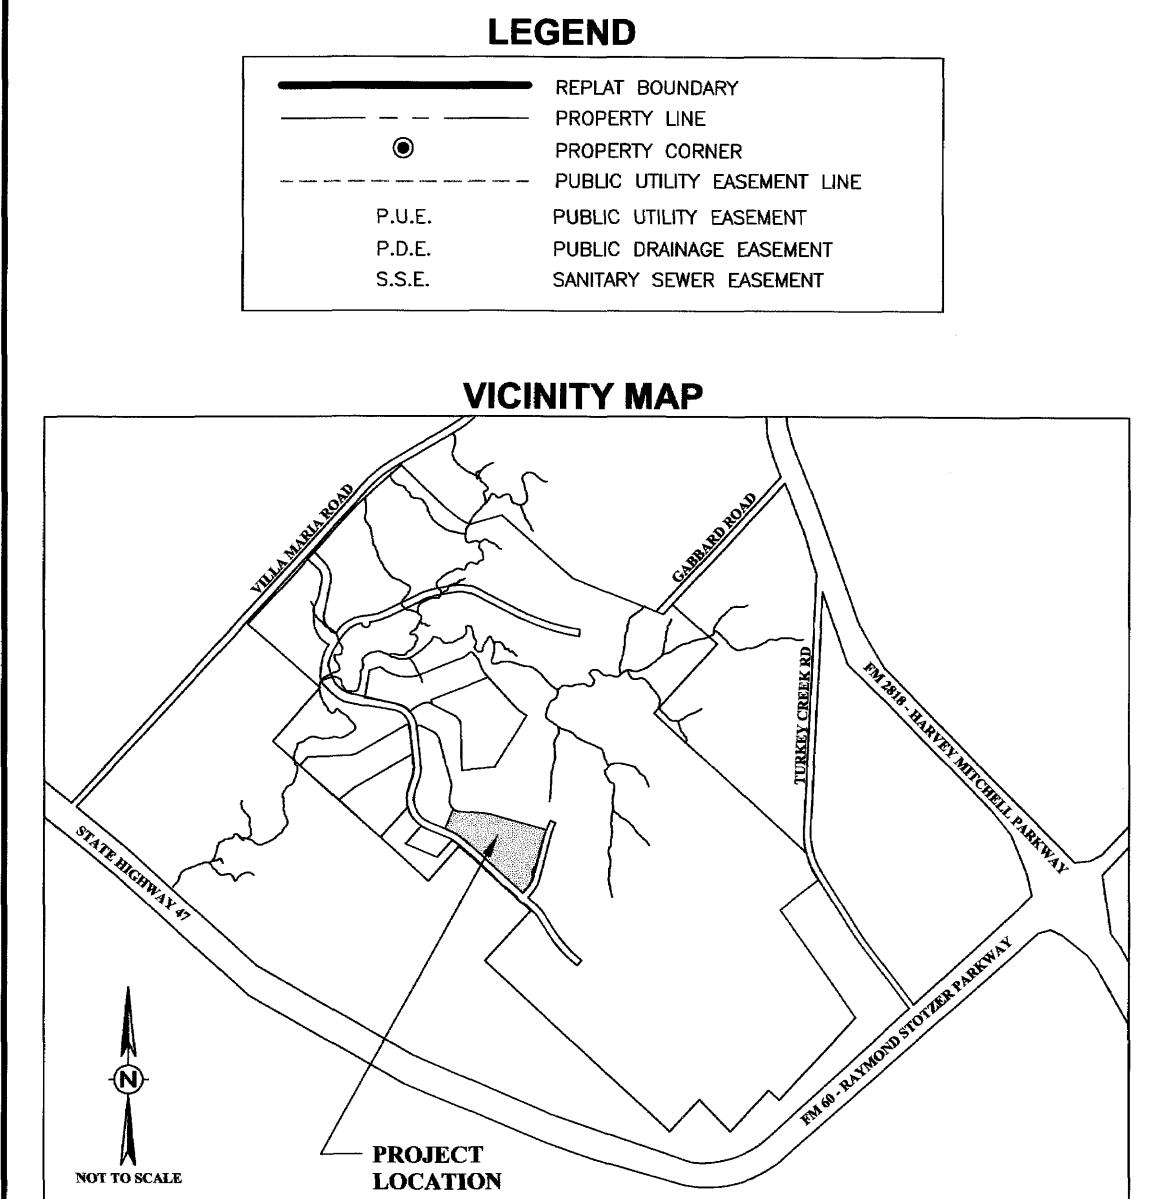 LEGEND
REPLAT BOUNDARY
PROPERTY LINE
PROPERTY CORNER
PUBLIC UTILITY EASEMENT LINE
P.U.E. PUBLIC UTILITY EASEMENT
P.D.E. PUBLIC DRAINAGE EASEMENT
S.S.E. SANITARY SEWER EASEMENT
VICINITY MAP
VILLA MARIA ROAD
GABBARD ROAD
TURKEY CREEK RD
FM 2818 - HARVEY MITCHELL PARKWAY
STATE HIGHWAY 47
FM 60 - RAYMOND STOTZER PARKWAY
N
NOT TO SCALE
PROJECT
LOCATION